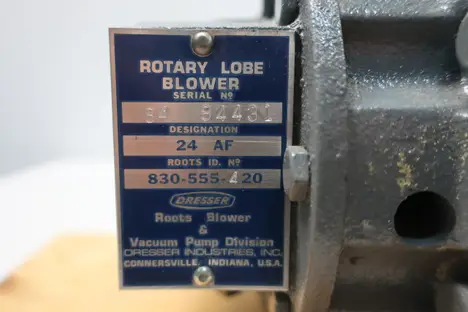 ROTARY LOBE
BLOWER
SERIAL Nº
84 84431
DESIGNATION
24 AF
ROOTS ID. Nº
830-555-420
DRESSER
Roots Blower
&
Vacuum Pump Division
DRESSER INDUSTRIES, INC.
CONNERSVILLE, INDIANA, U.S.A.